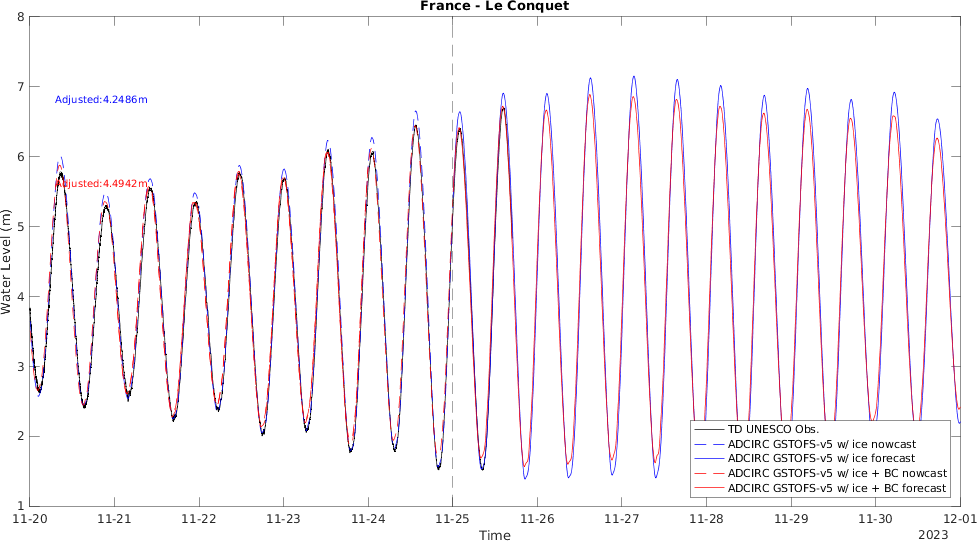 France - Le Conquet
8
7
6
5
4
3
2
1
Water Level (m)
Adjusted:4.2486m
Adjusted:4.4942m
TD UNESCO Obs.
ADCIRC GSTOFS-v5 w/ ice nowcast
ADCIRC GSTOFS-v5 w/ ice forecast
ADCIRC GSTOFS-v5 w/ ice + BC nowcast
ADCIRC GSTOFS-v5 w/ ice + BC forecast
11-20 11-21 11-22 11-23 11-24 11-25 11-26 11-27 11-28 11-29 11-30 12-01
Time
2023